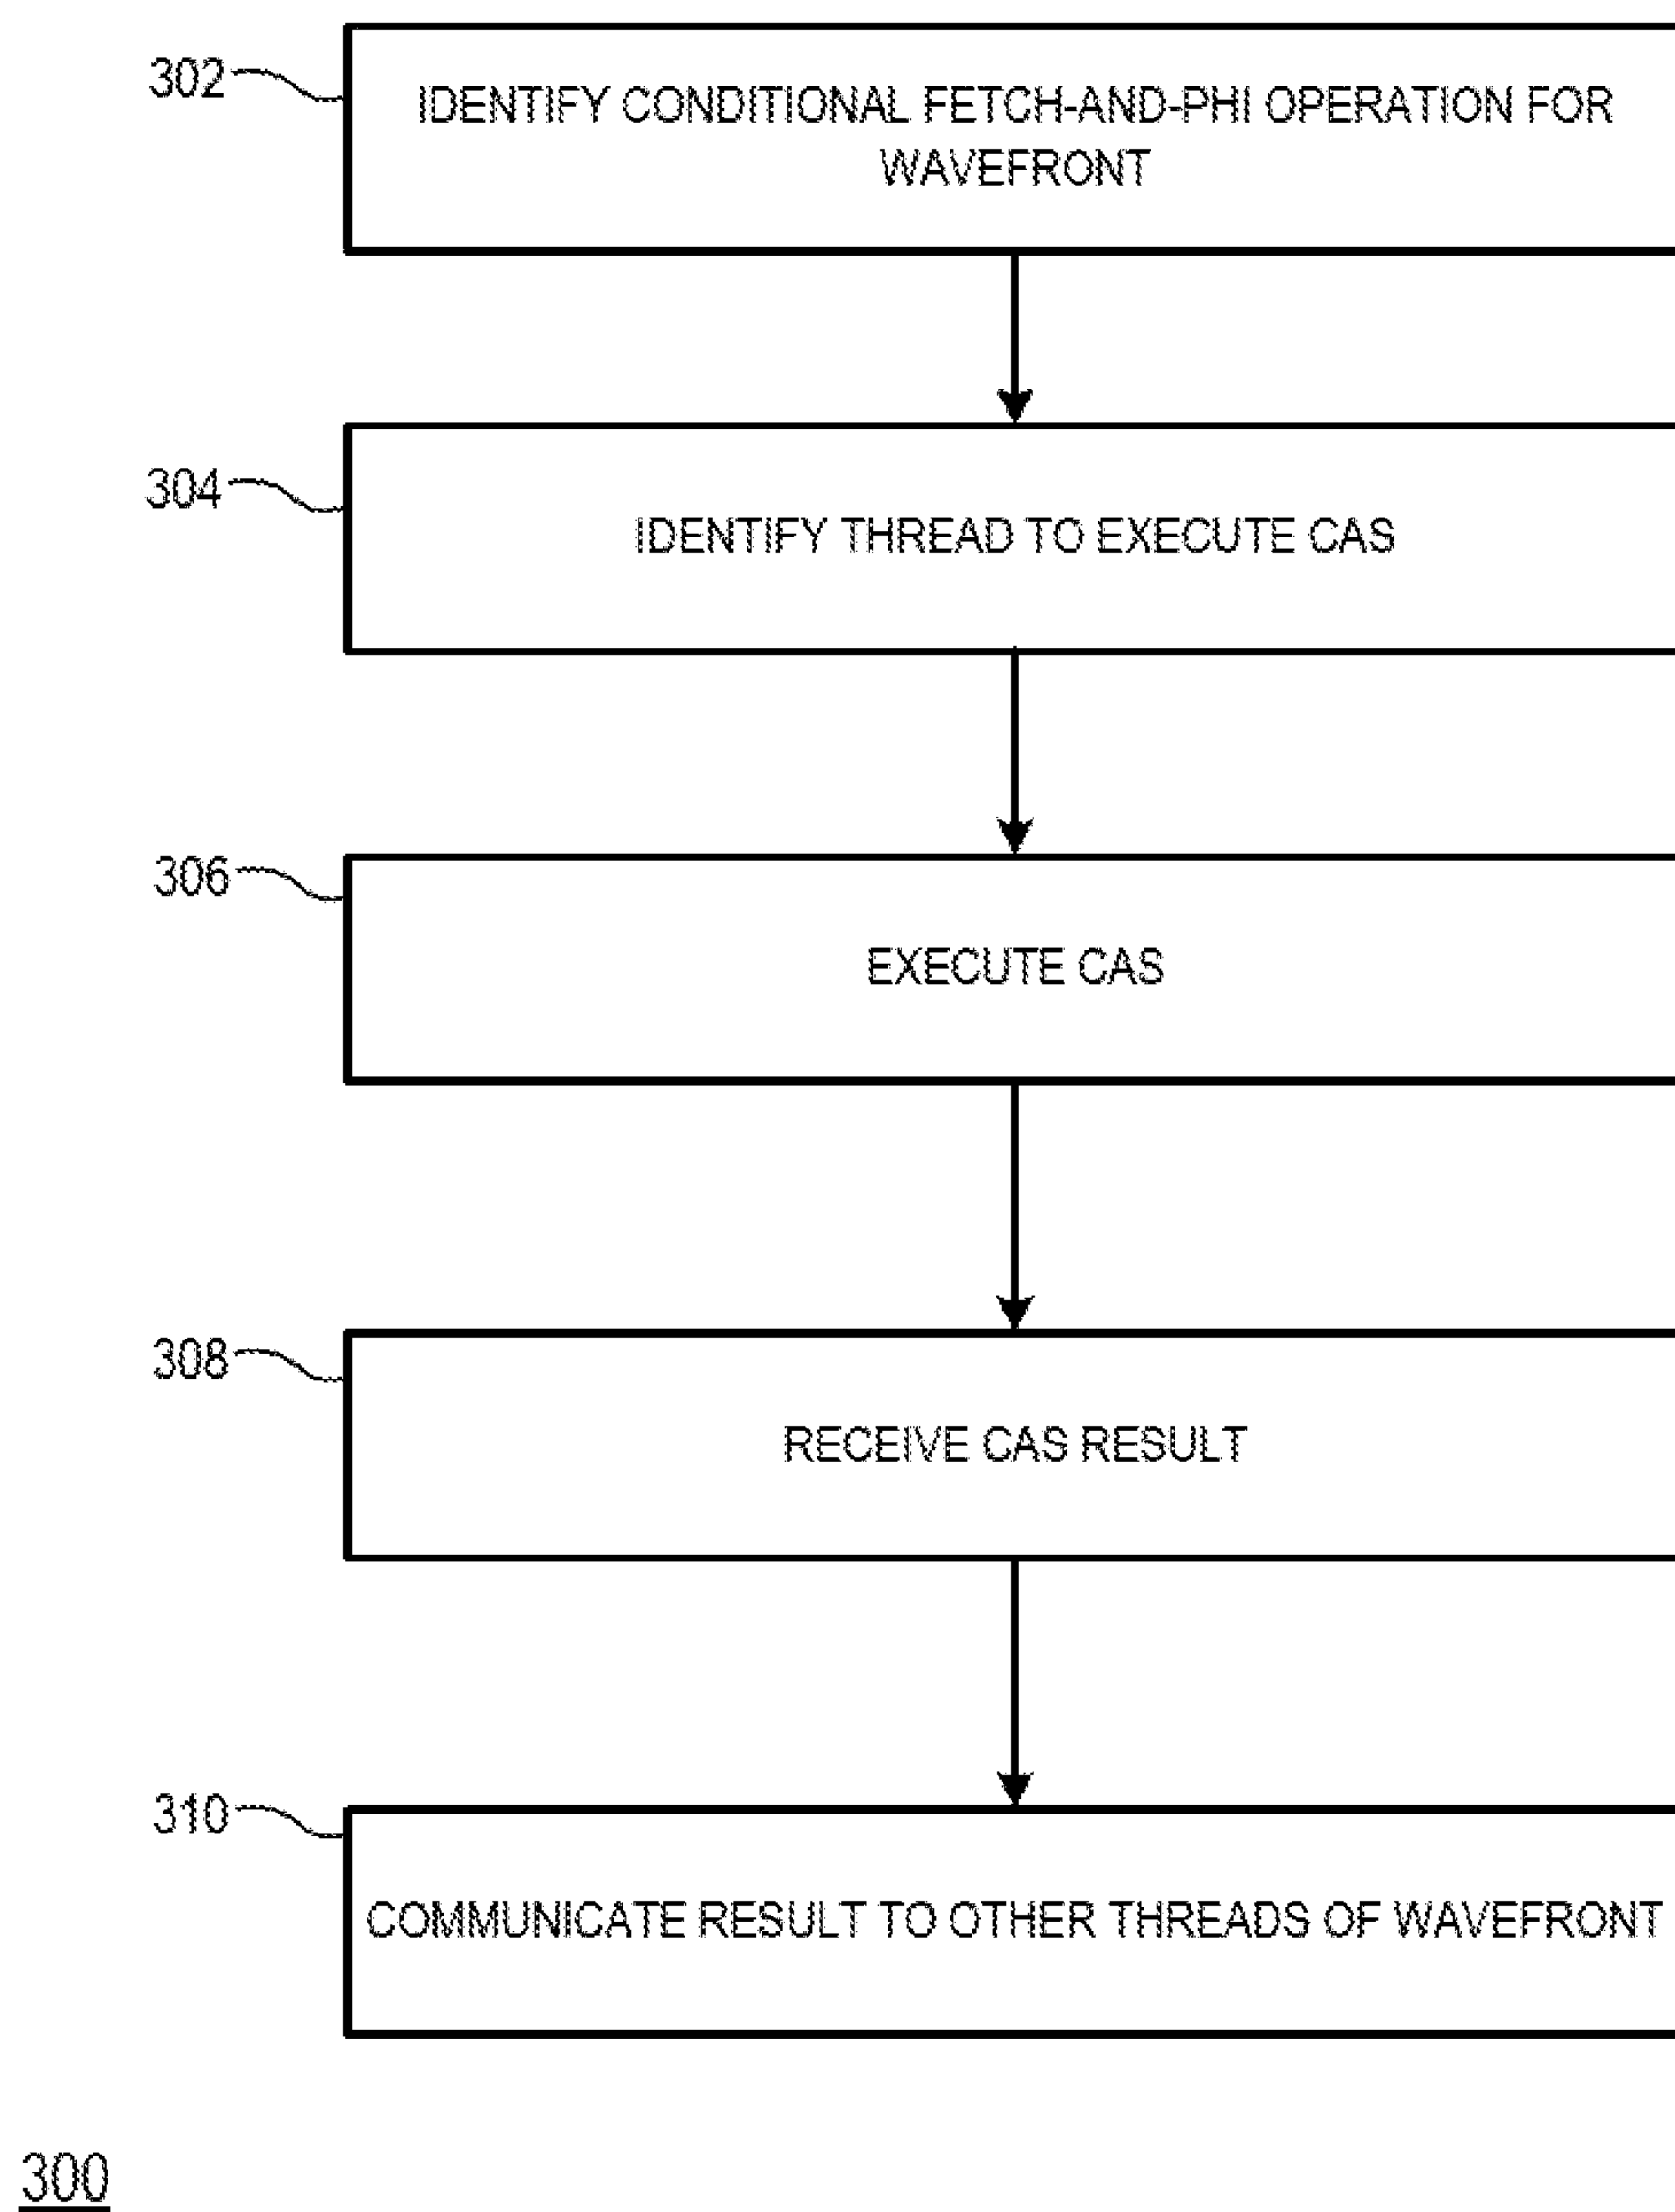 302
IDENTIFY CONDITIONAL FETCH-AND-PHI OPERATION FOR
WAVEFRONT
304
IDENTIFY THREAD TO EXECUTE CAS
306
EXECUTE CAS
308
RECEIVE CAS RESULT
310
COMMUNICATE RESULT TO OTHER THREADS OF WAVEFRONT
300